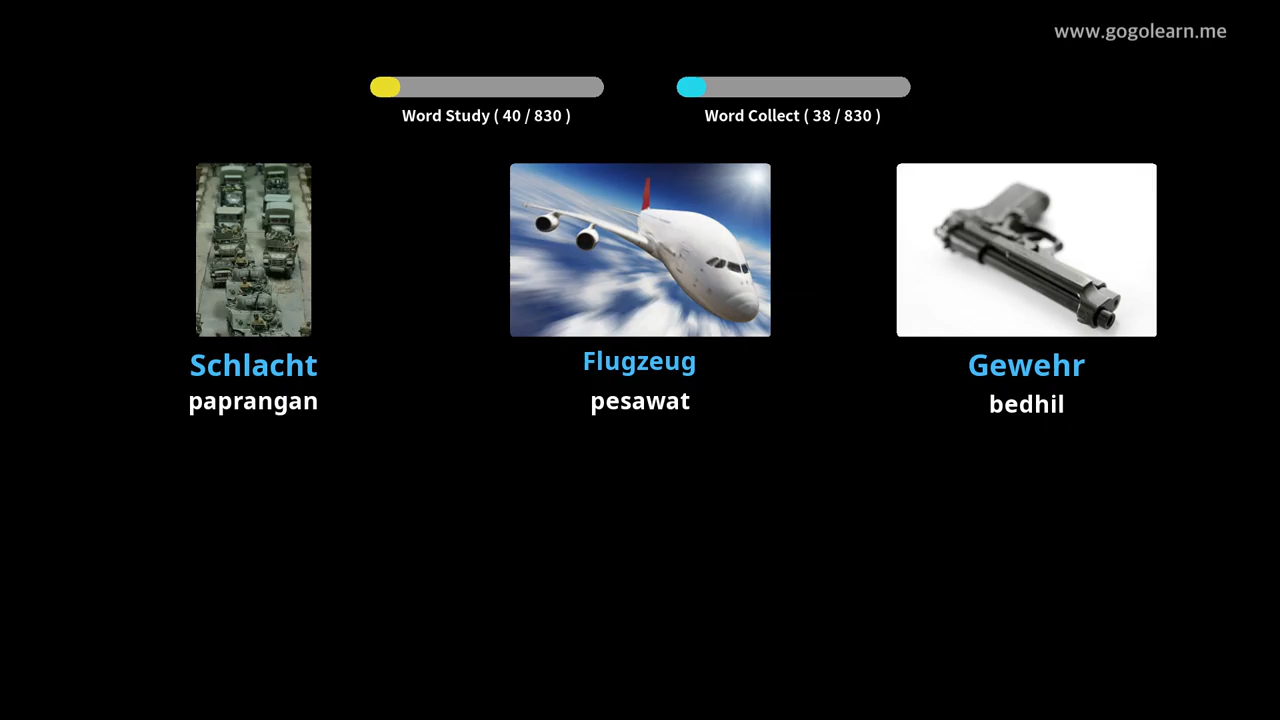 www.gogolearn.me
Word Study ( 40 / 830 )
Word Collect ( 38 / 830 )
Schlacht
paprangan
Flugzeug
pesawat
Gewehr
bedhil